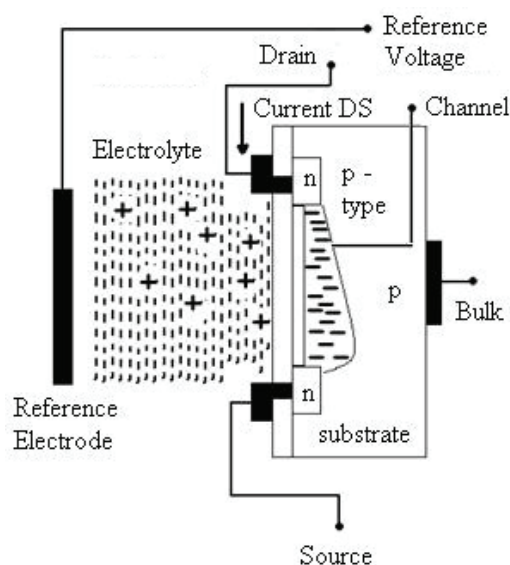 Reference
Voltage
Drain
Current DS
Channel
Electrolyte
n
p -
type
p
Bulk
n
Reference
Electrode
substrate
Source